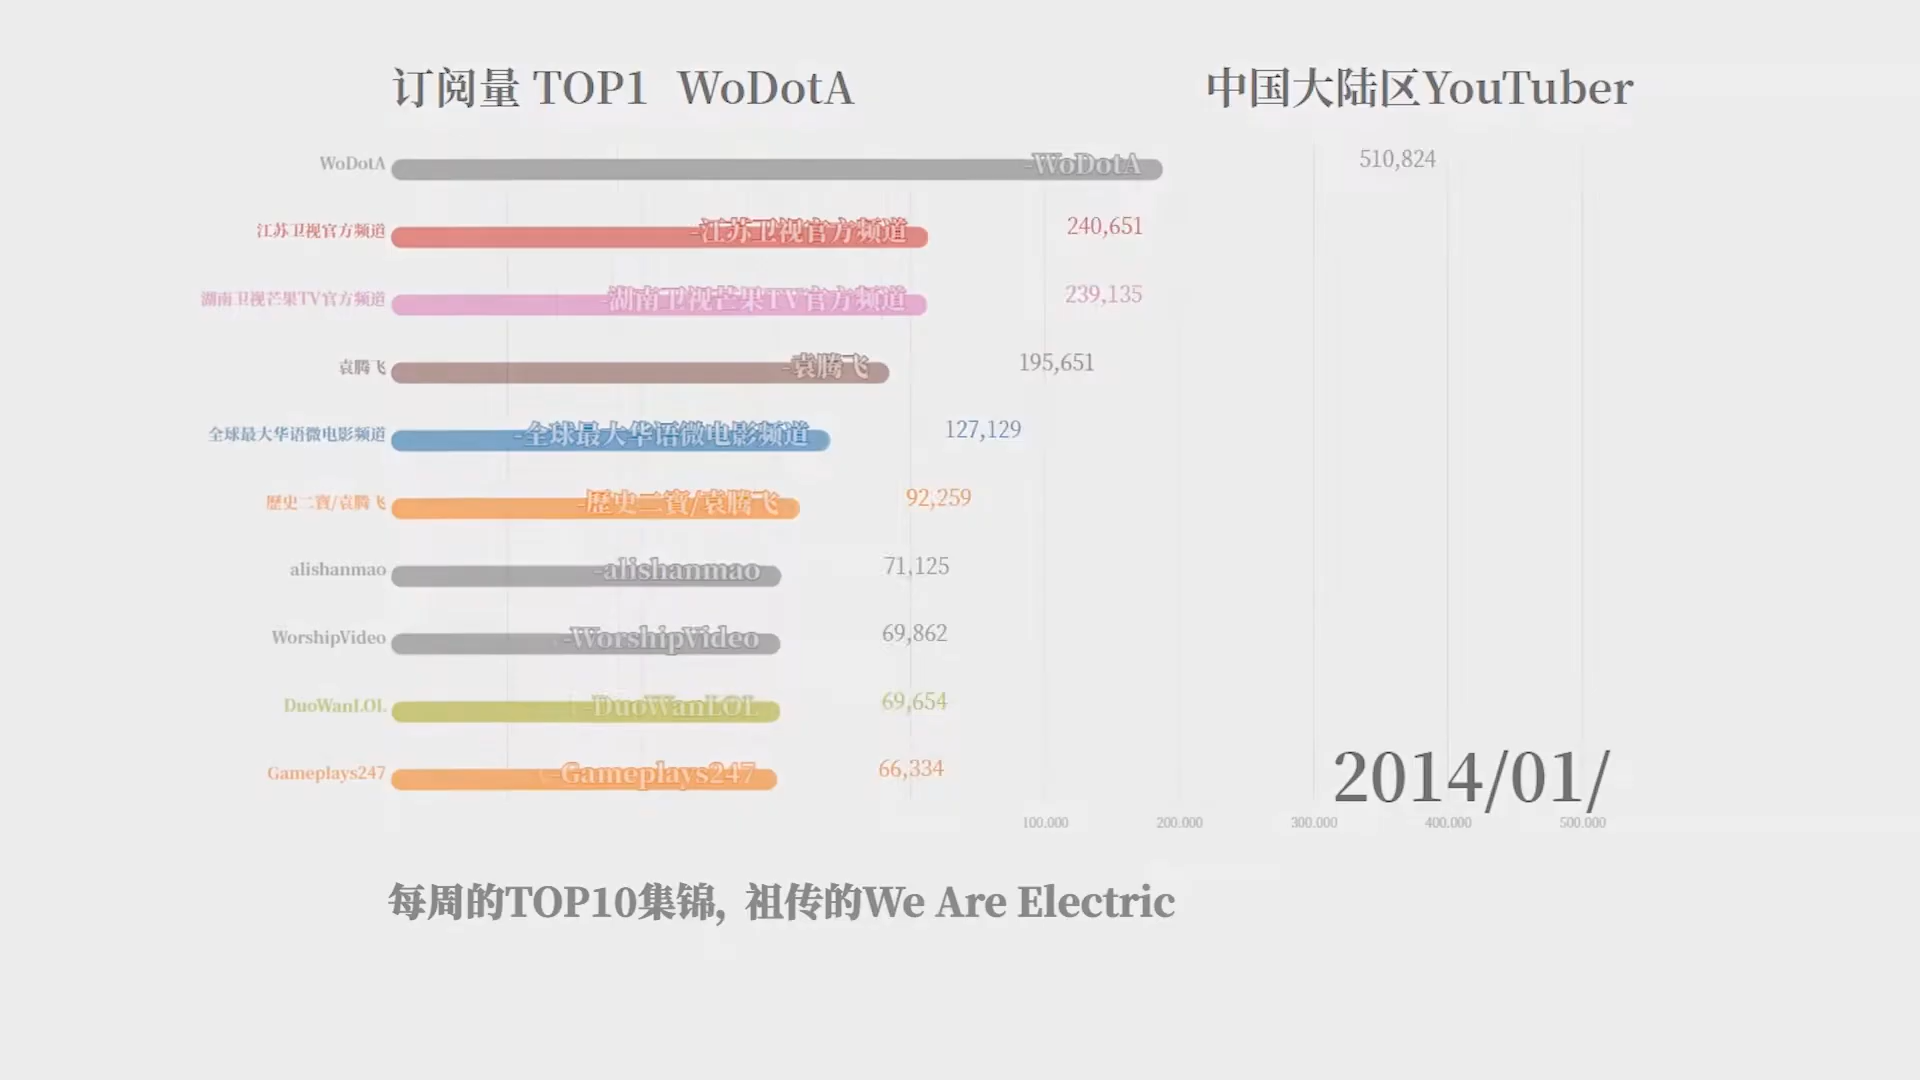 订阅量 TOP1 WoDotA
中国大陆区YouTuber
WoDotA -WoDotA 510,824
江苏卫视官方频道 -江苏卫视官方频道 240,651
湖南卫视芒果TV官方频道 -湖南卫视芒果TV官方频道 239,135
袁腾飞 -袁腾飞 195,651
全球最大华语微电影频道 -全球最大华语微电影频道 127,129
歷史二寶/袁腾飞 -歷史二寶/袁腾飞 92,259
alishanmao -alishanmao 71,125
WorshipVideo -WorshipVideo 69,862
DuoWanLOL -DuoWanLOL 69,654
Gameplays247 -Gameplays247 66,334
2014/01/
100.000 200.000 300.000 400.000 500.000
每周的TOP10集锦, 祖传的We Are Electric